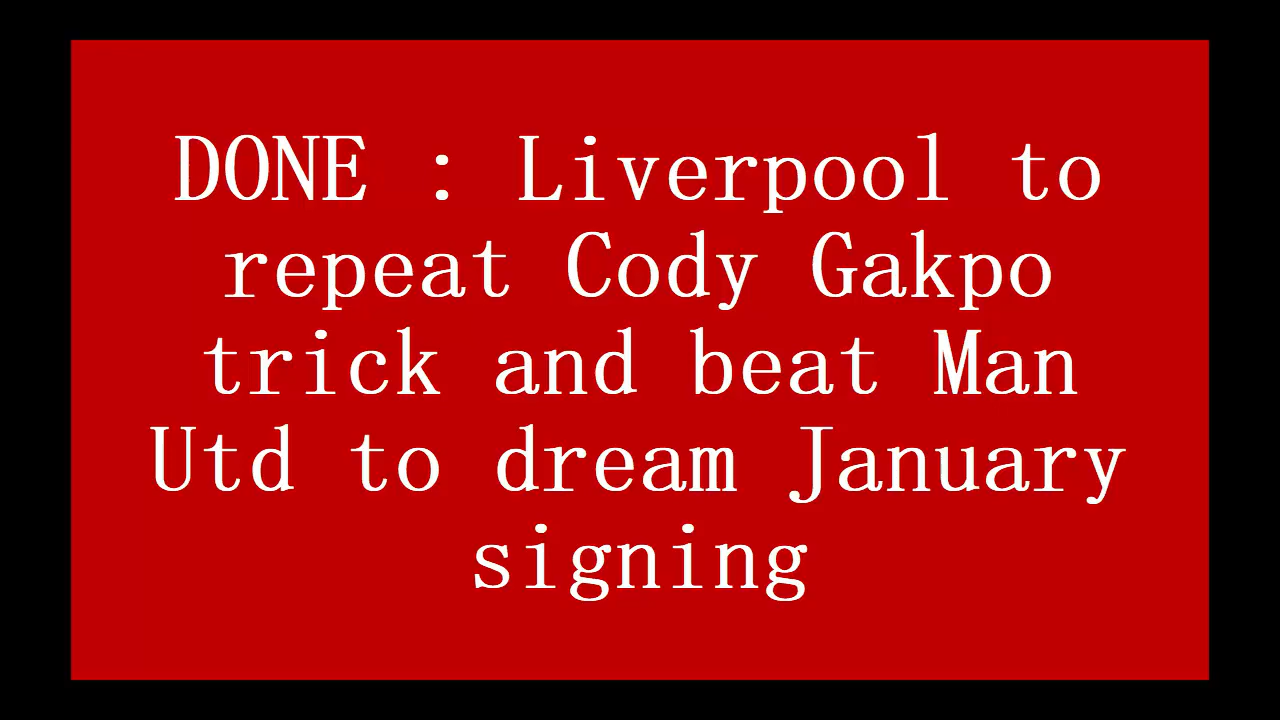 DONE : Liverpool to
repeat Cody Gakpo
trick and beat Man
Utd to dream January
signing